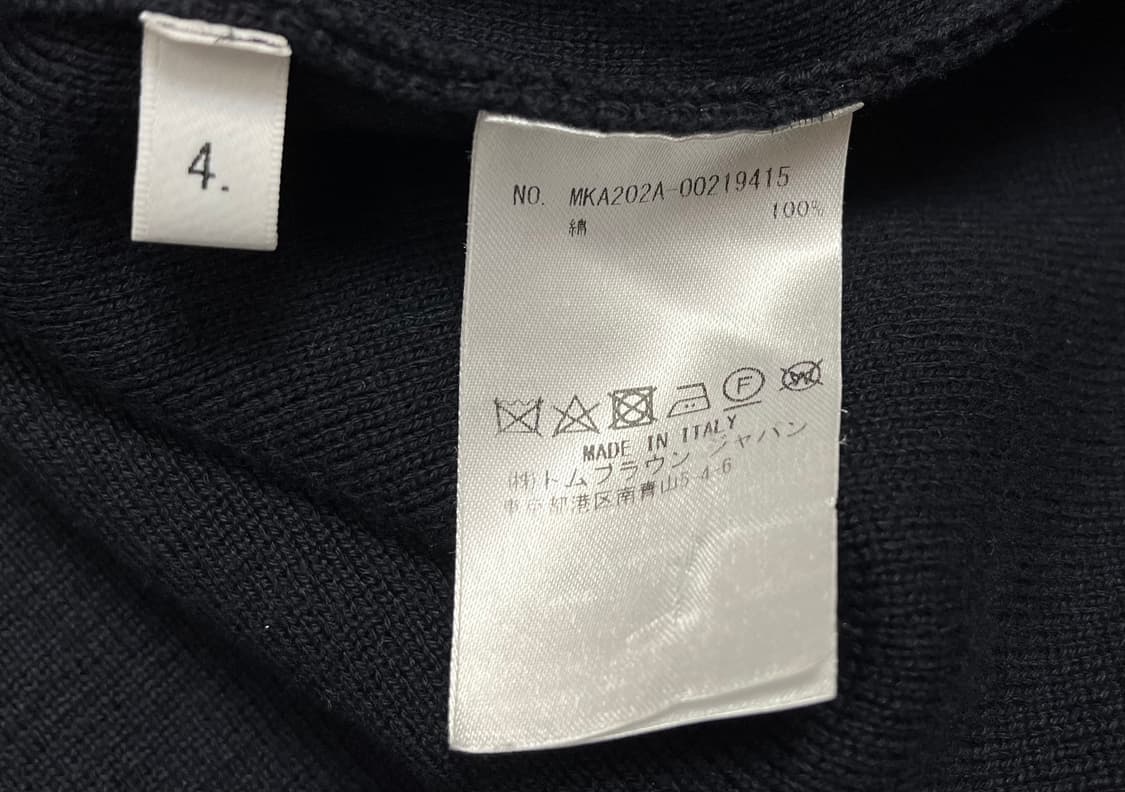 4.
NO. MKA202A-00219415
綿 100%
F W
MADE IN ITALY
(株)トムブラウン ジャパン
東京都港区南青山5-4-6